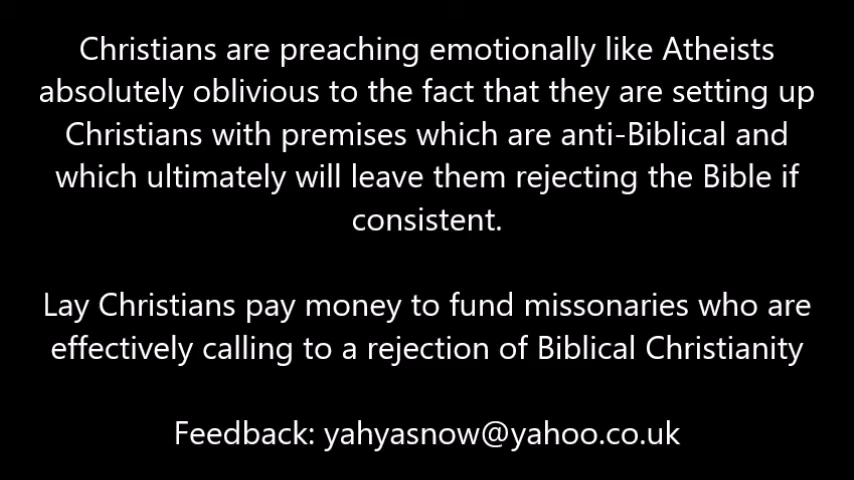 Christians are preaching emotionally like Atheists
absolutely oblivious to the fact that they are setting up
Christians with premises which are anti-Biblical and
which ultimately will leave them rejecting the Bible if
consistent.
Lay Christians pay money to fund missonaries who are
effectively calling to a rejection of Biblical Christianity
Feedback: yahyasnow@yahoo.co.uk